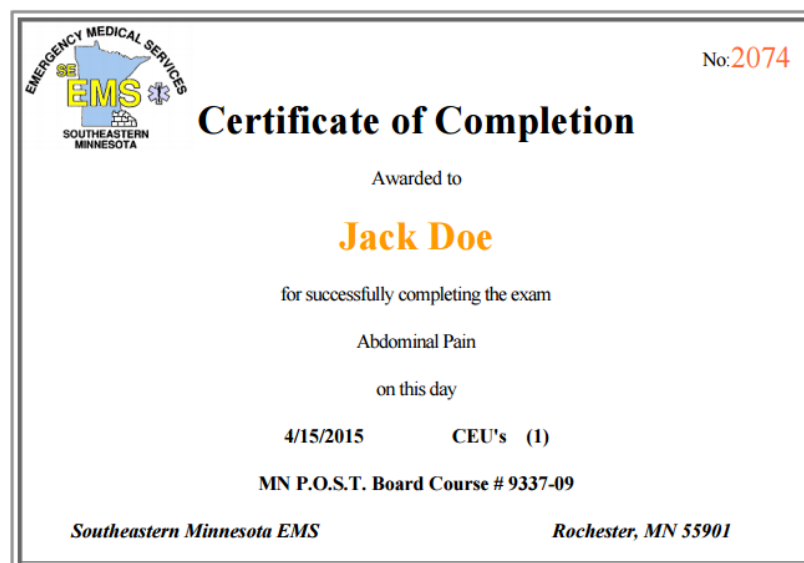 EMERGENCY MEDICAL SERVICES
SE
EMS
SOUTHEASTERN
MINNESOTA
No:2074
Certificate of Completion
Awarded to
Jack Doe
for successfully completing the exam
Abdominal Pain
on this day
4/15/2015 CEU's (1)
MN P.O.S.T. Board Course # 9337-09
Southeastern Minnesota EMS Rochester, MN 55901